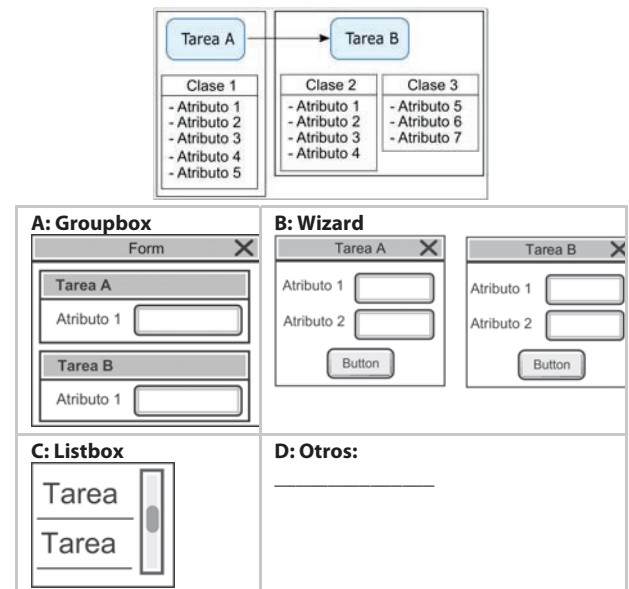 Tarea A
Tarea B
Clase 1
- Atributo 1
- Atributo 2
- Atributo 3
- Atributo 4
- Atributo 5
Clase 2
- Atributo 1
- Atributo 2
- Atributo 3
- Atributo 4
Clase 3
- Atributo 5
- Atributo 6
- Atributo 7
A: Groupbox
Form
Tarea A
Atributo 1
Tarea B
Atributo 1
B: Wizard
Tarea A
Atributo 1
Atributo 2
Button
Tarea B
Atributo 1
Atributo 2
Button
C: Listbox
Tarea
Tarea
D: Otros: